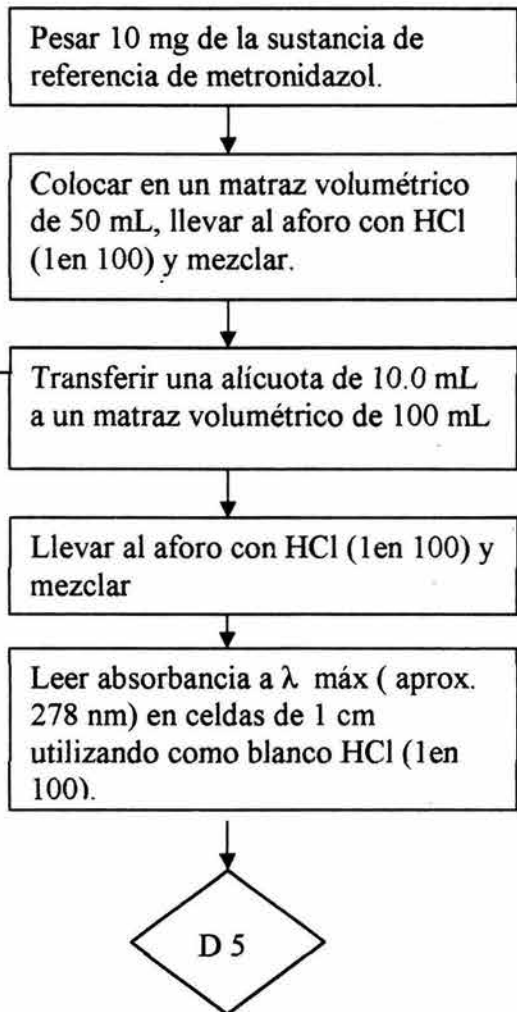 Pesar 10 mg de la sustancia de
referencia de metronidazol.
Colocar en un matraz volumétrico
de 50 mL, llevar al aforo con HCl
(1en 100) y mezclar.
Transferir una alícuota de 10.0 mL
a un matraz volumétrico de 100 mL
Llevar al aforo con HCl (1en 100) y
mezclar
Leer absorbancia a λ máx ( aprox.
278 nm) en celdas de 1 cm
utilizando como blanco HCl (1en
100).
D 5